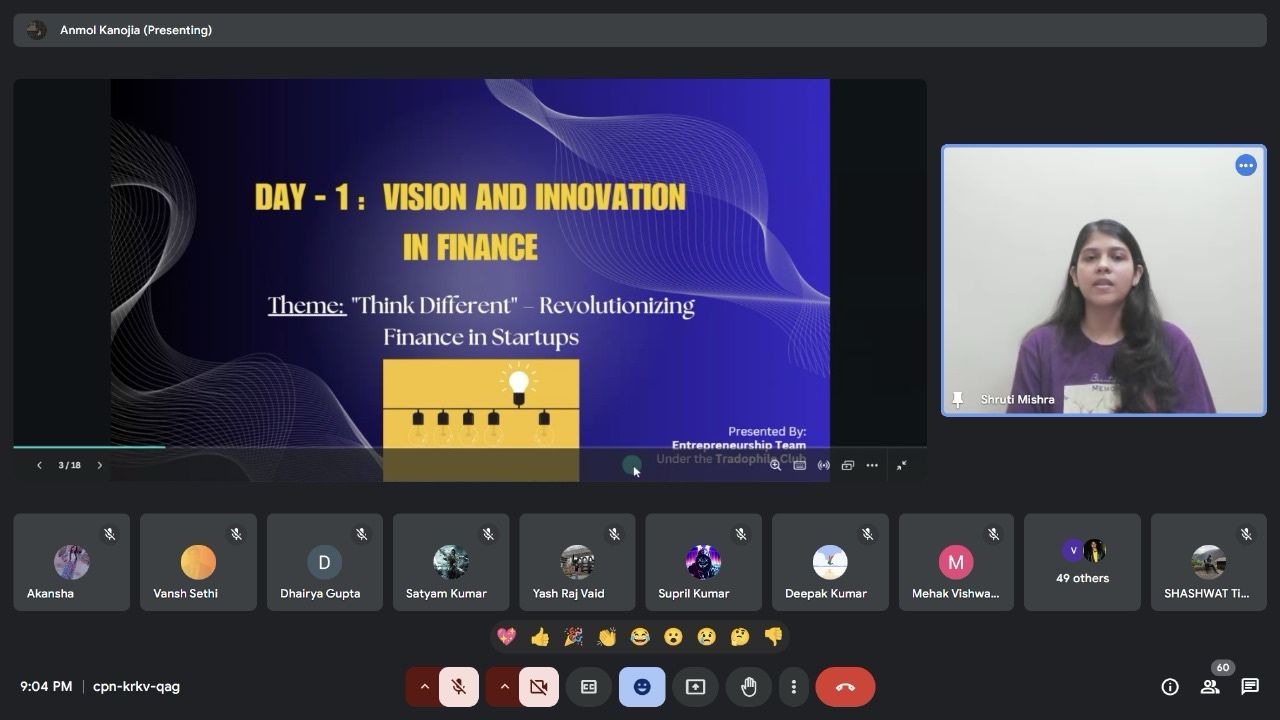 Anmol Kanojia (Presenting)
DAY - 1 : VISION AND INNOVATION
IN FINANCE
Theme: "Think Different" – Revolutionizing
Finance in Startups
Presented By:
Entrepreneurship Team
Under the Tradophile Club
3 / 18
Shruti Mishra
Akansha
Vansh Sethi
D
Dhairya Gupta
Satyam Kumar
Yash Raj Vaid
Supril Kumar
Deepak Kumar
M
Mehak Vishwa...
V
49 others
SHASHWAT TI...
9:04 PM
cpn-krkv-qag
60